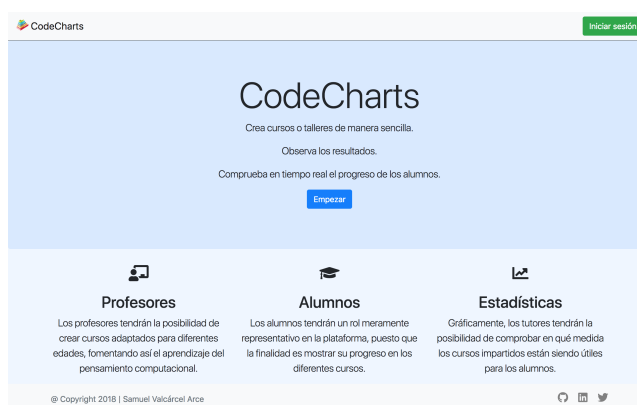 CodeCharts
Iniciar sesión
CodeCharts
Crea cursos o talleres de manera sencilla.
Observa los resultados.
Comprueba en tiempo real el progreso de los alumnos.
Empezar
Profesores
Los profesores tendrán la posibilidad de
crear cursos adaptados para diferentes
edades, fomentando así el aprendizaje del
pensamiento computacional.
Alumnos
Los alumnos tendrán un rol meramente
representativo en la plataforma, puesto que
la finalidad es mostrar su progreso en los
diferentes cursos.
Estadísticas
Gráficamente, los tutores tendrán la
posibilidad de comprobar en qué medida
los cursos impartidos están siendo útiles
para los alumnos.
@ Copyright 2018 | Samuel Valcárcel Arce